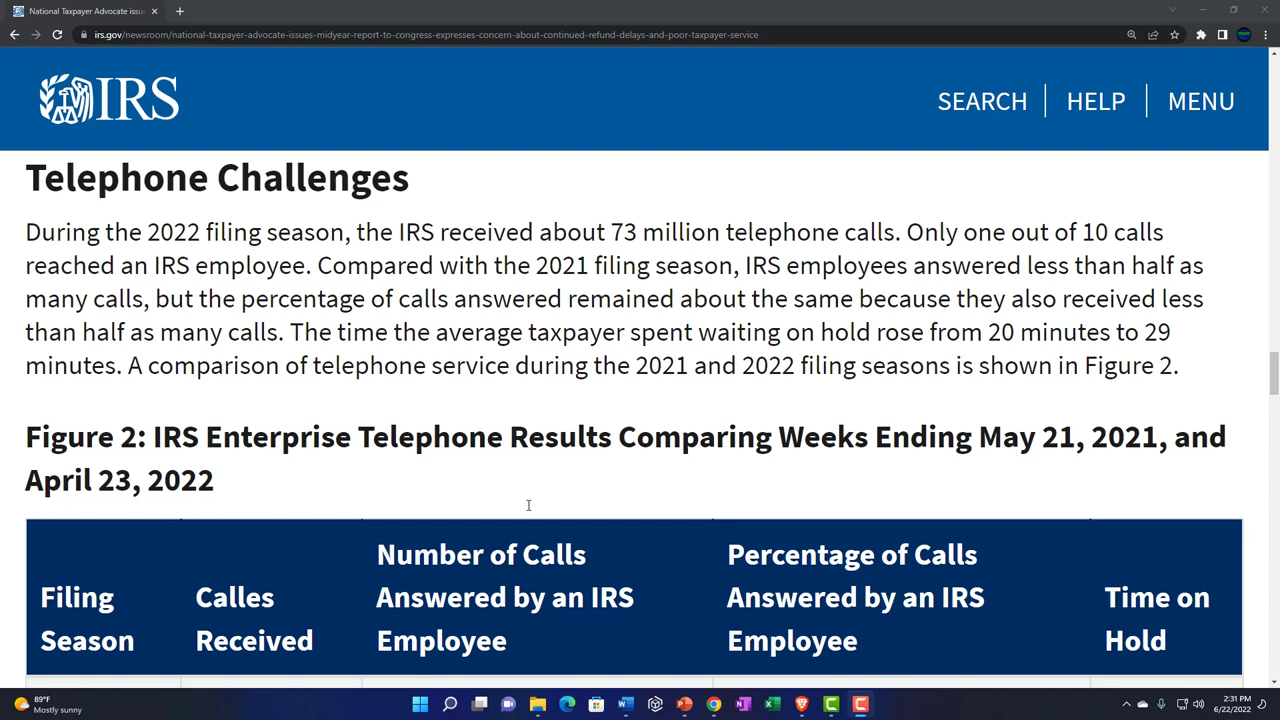 National Taxpayer Advocate issu
irs.gov/newsroom/national-taxpayer-advocate-issues-midyear-report-to-congress-expresses-concern-about-continued-refund-delays-and-poor-taxpayer-service
IRS
SEARCH HELP MENU
Telephone Challenges
During the 2022 filing season, the IRS received about 73 million telephone calls. Only one out of 10 calls
reached an IRS employee. Compared with the 2021 filing season, IRS employees answered less than half as
many calls, but the percentage of calls answered remained about the same because they also received less
than half as many calls. The time the average taxpayer spent waiting on hold rose from 20 minutes to 29
minutes. A comparison of telephone service during the 2021 and 2022 filing seasons is shown in Figure 2.
Figure 2: IRS Enterprise Telephone Results Comparing Weeks Ending May 21, 2021, and
April 23, 2022
Filing
Season
Calles
Received
Number of Calls
Answered by an IRS
Employee
Percentage of Calls
Answered by an IRS
Employee
Time on
Hold
89°F
Mostly sunny
2:31 PM
6/22/2022